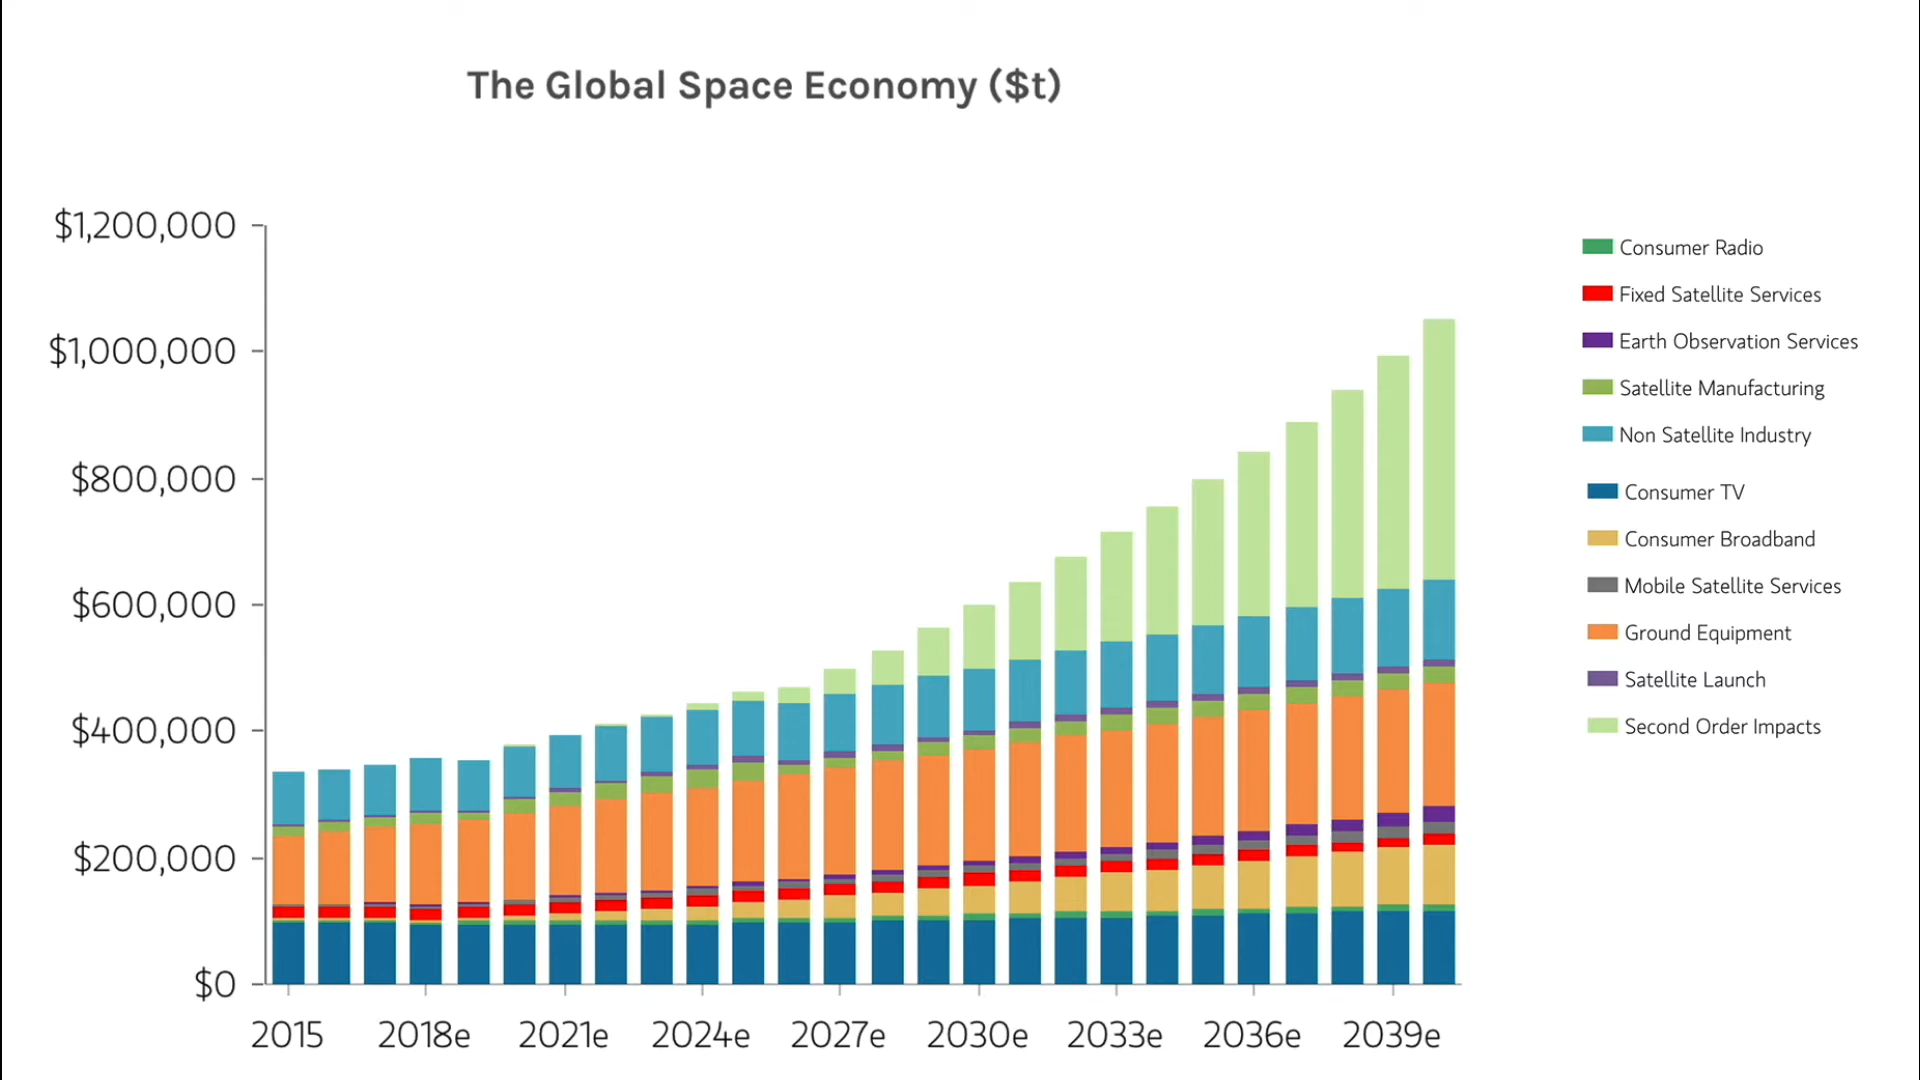 The Global Space Economy ($t)
$1,200,000
$1,000,000
$800,000
$600,000
$400,000
$200,000
$0
2015 2018e 2021e 2024e 2027e 2030e 2033e 2036e 2039e
Consumer Radio
Fixed Satellite Services
Earth Observation Services
Satellite Manufacturing
Non Satellite Industry
Consumer TV
Consumer Broadband
Mobile Satellite Services
Ground Equipment
Satellite Launch
Second Order Impacts